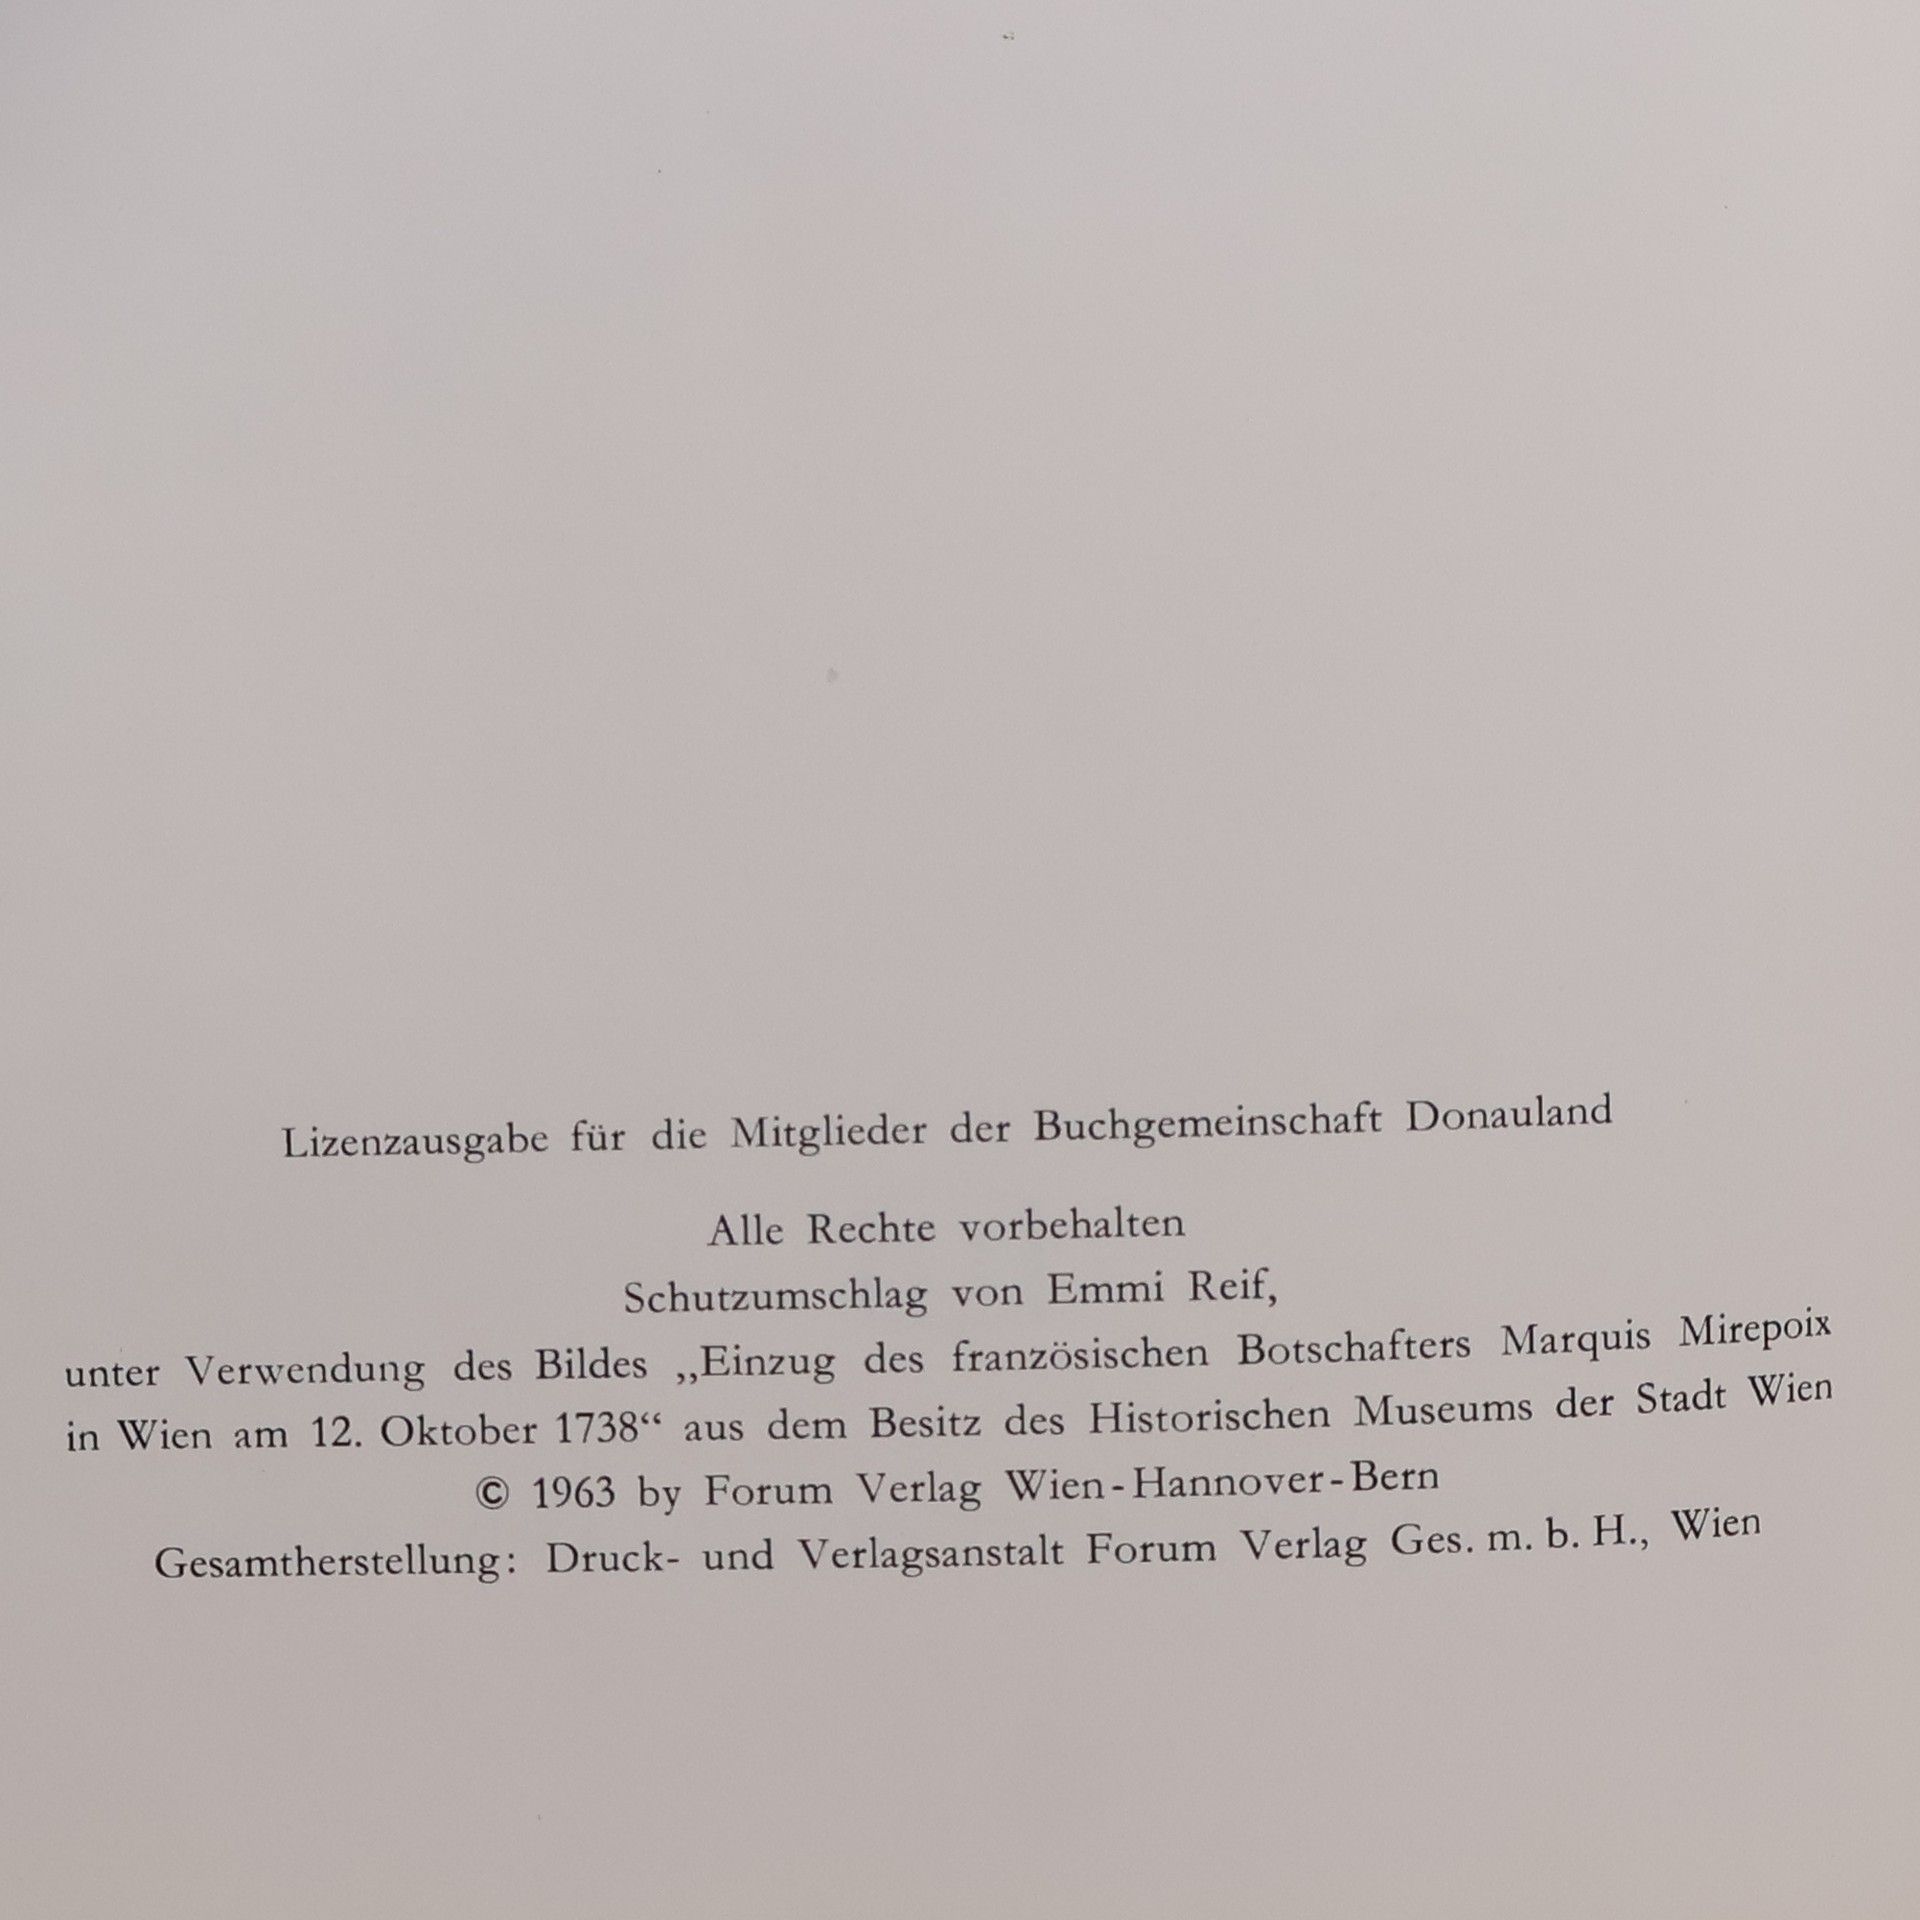 Lizenzausgabe für die Mitglieder der Buchgemeinschaft Donauland
Alle Rechte vorbehalten
Schutzumschlag von Emmi Reif,
unter Verwendung des Bildes „Einzug des französischen Botschafters Marquis Mirepoix
in Wien am 12. Oktober 1738“ aus dem Besitz des Historischen Museums der Stadt Wien
© 1963 by Forum Verlag Wien-Hannover-Bern
Gesamtherstellung: Druck- und Verlagsanstalt Forum Verlag Ges. m. b. H., Wien